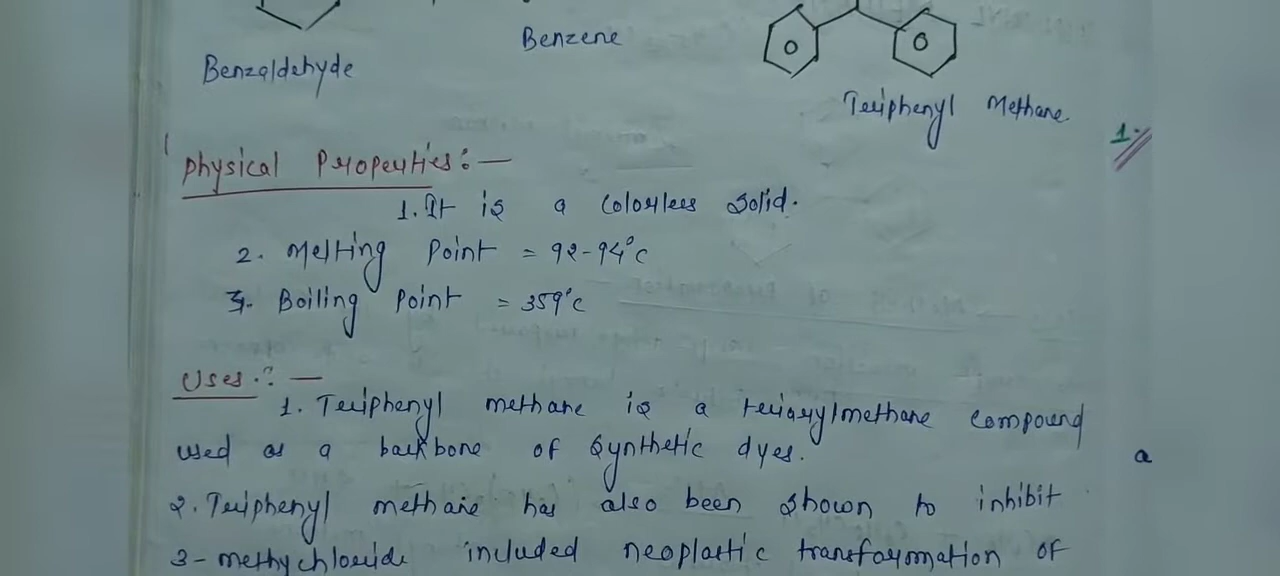 Benzaldehyde
Benzene
Triphenyl Methane
1.
Physical Properties:—
1. It is a colorless solid.
2. Melting Point = 92-94°C
3. Boiling Point = 359°C
Uses:—
1. Triphenyl methane is a triarylmethane compound
used as a backbone of synthetic dyes.
a
2. Triphenyl methane has also been shown to inhibit
3-methychloride included neoplastic transformation of